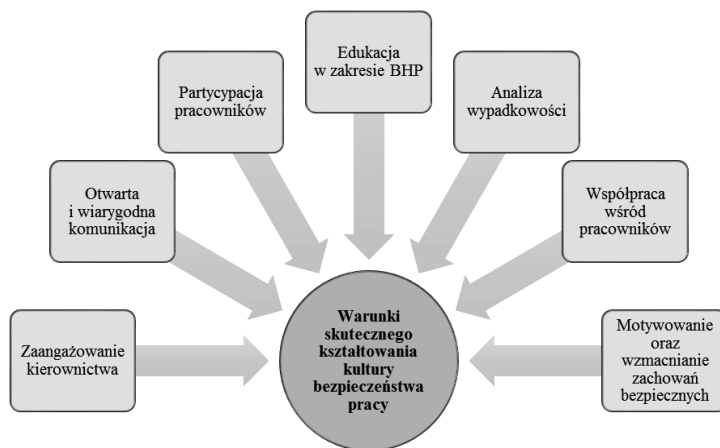 Edukacja
w zakresie BHP
Partycypacja
pracowników
Analiza
wypadkowości
Otwarta
i wiarygodna
komunikacja
Współpraca
wśród
pracowników
Zaangażowanie
kierownictwa
Warunki
skutecznego
kształtowania
kultury
bezpieczeństwa
pracy
Motywowanie
oraz
wzmacnianie
zachowań
bezpiecznych